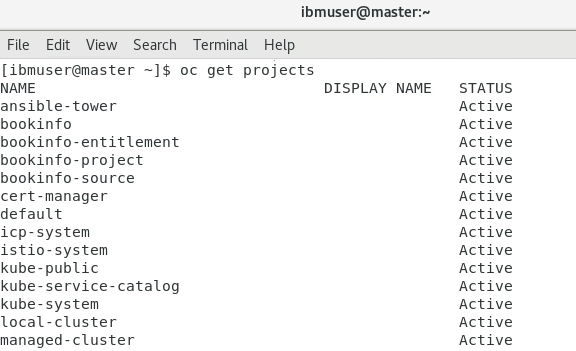 ibmuser@master:~
File Edit View Search Terminal Help
[ibmuser@master ~]$ oc get projects
NAME DISPLAY NAME STATUS
ansible-tower Active
bookinfo Active
bookinfo-entitlement Active
bookinfo-project Active
bookinfo-source Active
cert-manager Active
default Active
icp-system Active
istio-system Active
kube-public Active
kube-service-catalog Active
kube-system Active
local-cluster Active
managed-cluster Active